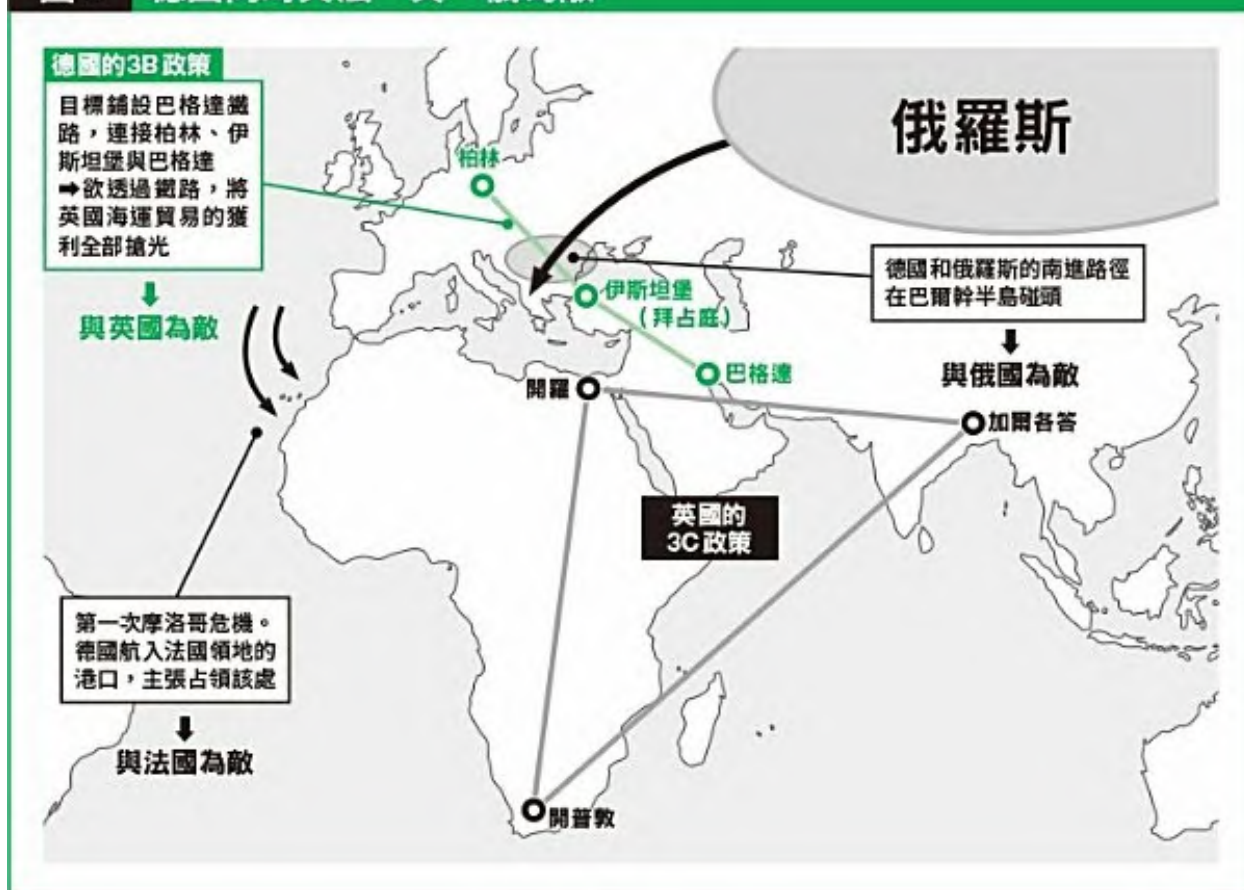 德國的3B政策
目標鋪設巴格達鐵
路，連接柏林、伊
斯坦堡與巴格達
➡欲透過鐵路，將
英國海運貿易的獲
利全部搶光
與英國為敵
俄羅斯
柏林
伊斯坦堡
（拜占庭）
巴格達
德國和俄羅斯的南進路徑
在巴爾幹半島碰頭
與俄國為敵
開羅
加爾各答
英國的
3C政策
第一次摩洛哥危機。
德國航入法國領地的
港口，主張占領該處
與法國為敵
開普敦